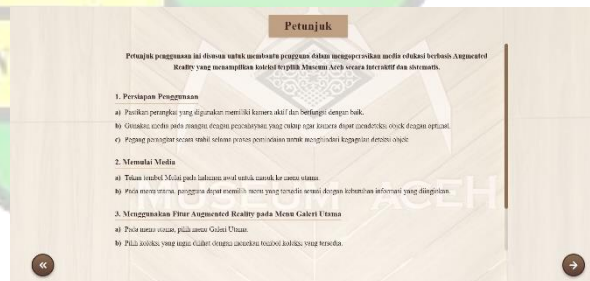 Petunjuk
Petunjuk penggunaan ini disusun untuk membantu pengguna dalam mengoperasikan media edukasi berbasis Augmented
Reality yang menampilkan koleksi terpilih Museum Aceh secara interaktif dan sistematis.
1. Persiapan Penggunaan
a) Pastikan perangkat yang digunakan memiliki kamera aktif dan berfungsi dengan baik.
b) Gunakan media pada ruangan dengan pencahayaan yang cukup agar kamera dapat mendeteksi objek dengan optimal.
c) Pegang perangkat secara stabil selama proses pemindaian untuk menghindari kegagalan deteksi objek.
2. Memulai Media
a) Tekan tombol Mulai pada halaman awal untuk masuk ke menu utama.
b) Pada menu utama, pengguna dapat memilih menu yang tersedia sesuai dengan kebutuhan informasi yang diinginkan.
MUSEUM ACEH
3. Menggunakan Fitur Augmented Reality pada Menu Galeri Utama
a) Pada menu utama, pilih menu Galeri Utama.
b) Pilih koleksi yang ingin dilihat dengan menekan tombol koleksi yang tersedia.